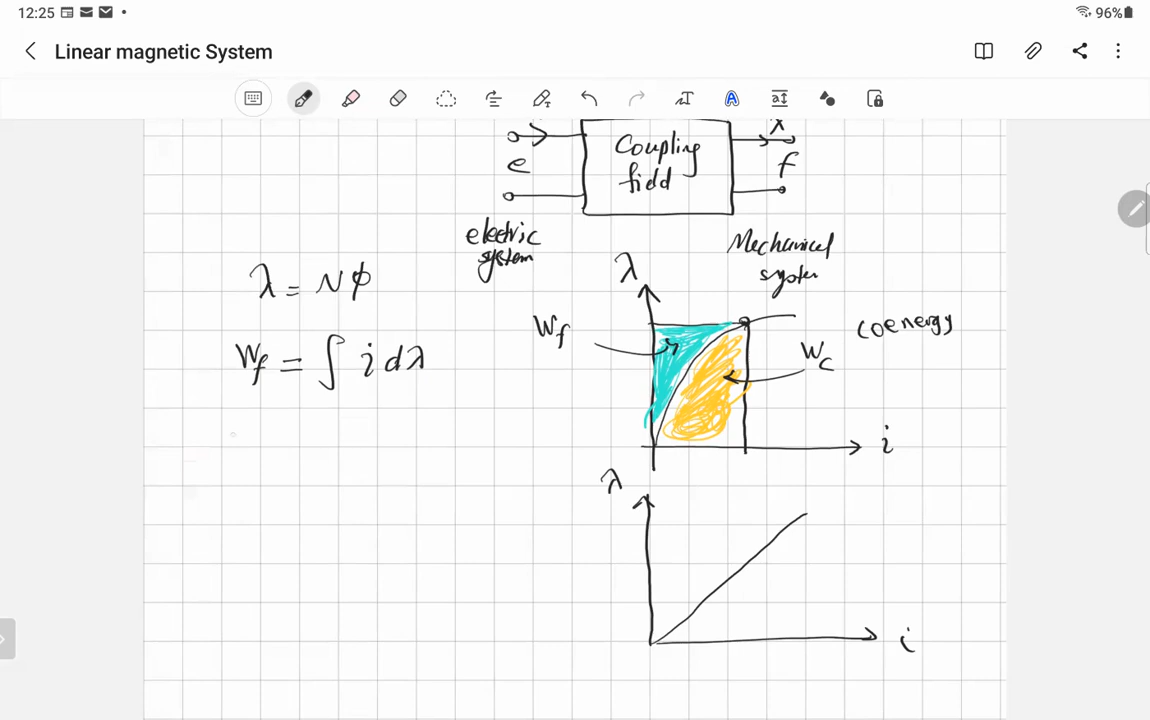 12:25
96%
Linear magnetic System
Coupling
field
e
x
f
electric
system
Mechanical
system
λ = Nϕ
λ
W_f
coenergy
W_f = ∫ i dλ
W_c
i
λ
i